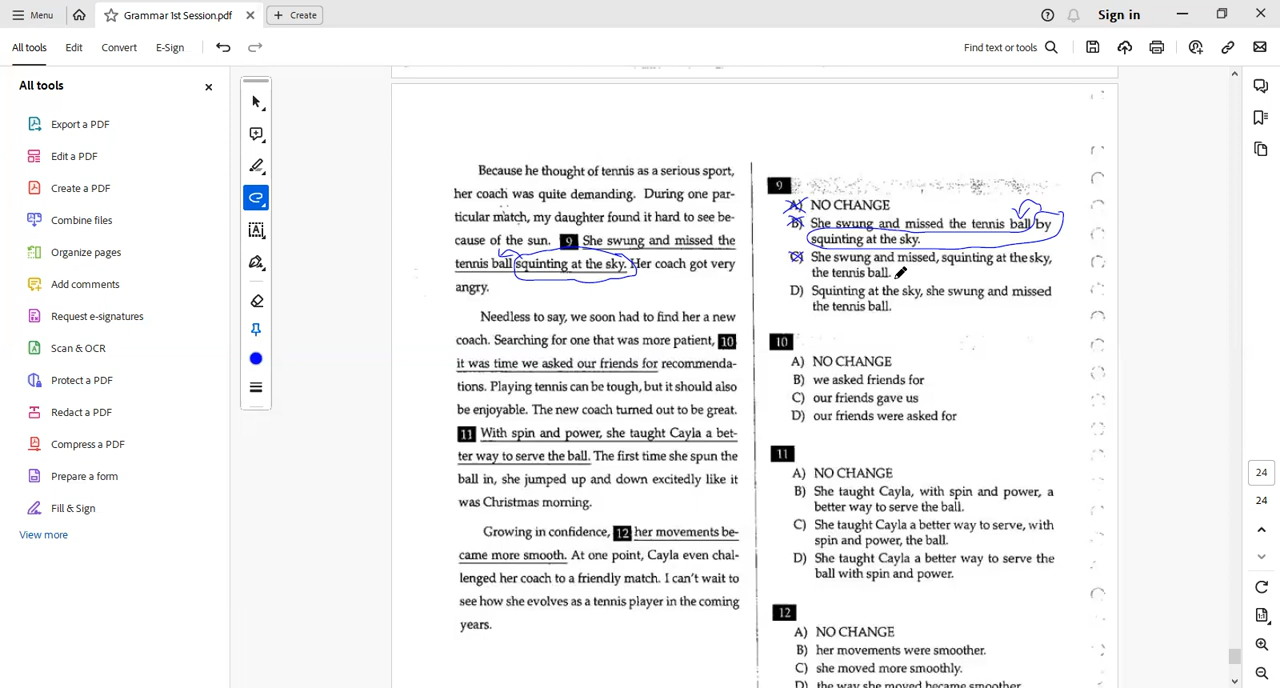 Menu
Grammar 1st Session.pdf
Create
Sign in
All tools
Edit
Convert
E-Sign
Find text or tools
All tools
Export a PDF
Edit a PDF
Create a PDF
Combine files
Organize pages
Add comments
Request e-signatures
Scan & OCR
Protect a PDF
Redact a PDF
Compress a PDF
Prepare a form
Fill & Sign
View more
Because he thought of tennis as a serious sport,
her coach was quite demanding. During one par-
ticular match, my daughter found it hard to see be-
cause of the sun. 9 She swung and missed the
tennis ball squinting at the sky. Her coach got very
angry.
Needless to say, we soon had to find her a new
coach. Searching for one that was more patient, 10
it was time we asked our friends for recommenda-
tions. Playing tennis can be tough, but it should also
be enjoyable. The new coach turned out to be great.
11 With spin and power, she taught Cayla a bet-
ter way to serve the ball. The first time she spun the
ball in, she jumped up and down excitedly like it
was Christmas morning.
Growing in confidence, 12 her movements be-
came more smooth. At one point, Cayla even chal-
lenged her coach to a friendly match. I can't wait to
see how she evolves as a tennis player in the coming
years.
9
A) NO CHANGE
B) She swung and missed the tennis ball by
squinting at the sky.
C) She swung and missed, squinting at the sky,
the tennis ball.
D) Squinting at the sky, she swung and missed
the tennis ball.
10
A) NO CHANGE
B) we asked friends for
C) our friends gave us
D) our friends were asked for
11
A) NO CHANGE
B) She taught Cayla, with spin and power, a
better way to serve the ball.
C) She taught Cayla a better way to serve, with
spin and power, the ball.
D) She taught Cayla a better way to serve the
ball with spin and power.
12
A) NO CHANGE
B) her movements were smoother.
C) she moved more smoothly.
D) the way she moved became smoother.
24
24